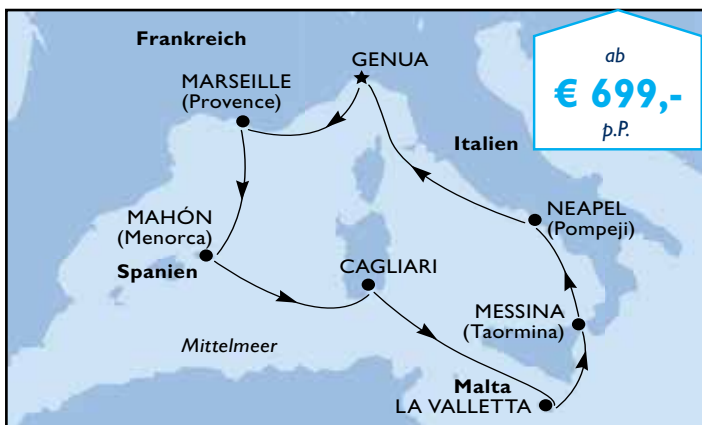 Frankreich
GENUA
ab
€ 699,-
p.P.
MARSEILLE
(Provence)
Italien
MAHÓN
(Menorca)
Spanien
NEAPEL
(Pompeji)
CAGLIARI
MESSINA
(Taormina)
Mittelmeer
Malta
LA VALLETTA